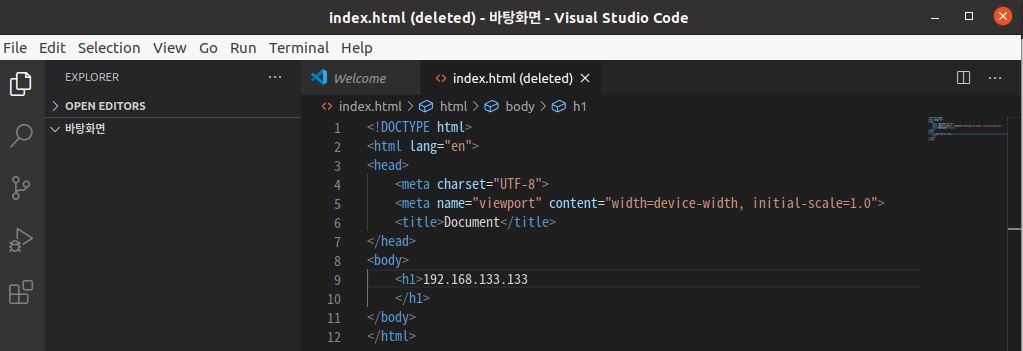 index.html (deleted) - 바탕화면 - Visual Studio Code
File Edit Selection View Go Run Terminal Help
EXPLORER
OPEN EDITORS
바탕화면
Welcome index.html (deleted)
index.html > html > body > h1
1 <!DOCTYPE html>
2 <html lang="en">
3 <head>
4 <meta charset="UTF-8">
5 <meta name="viewport" content="width=device-width, initial-scale=1.0">
6 <title>Document</title>
7 </head>
8 <body>
9 <h1>192.168.133.133
10 </h1>
11 </body>
12 </html>